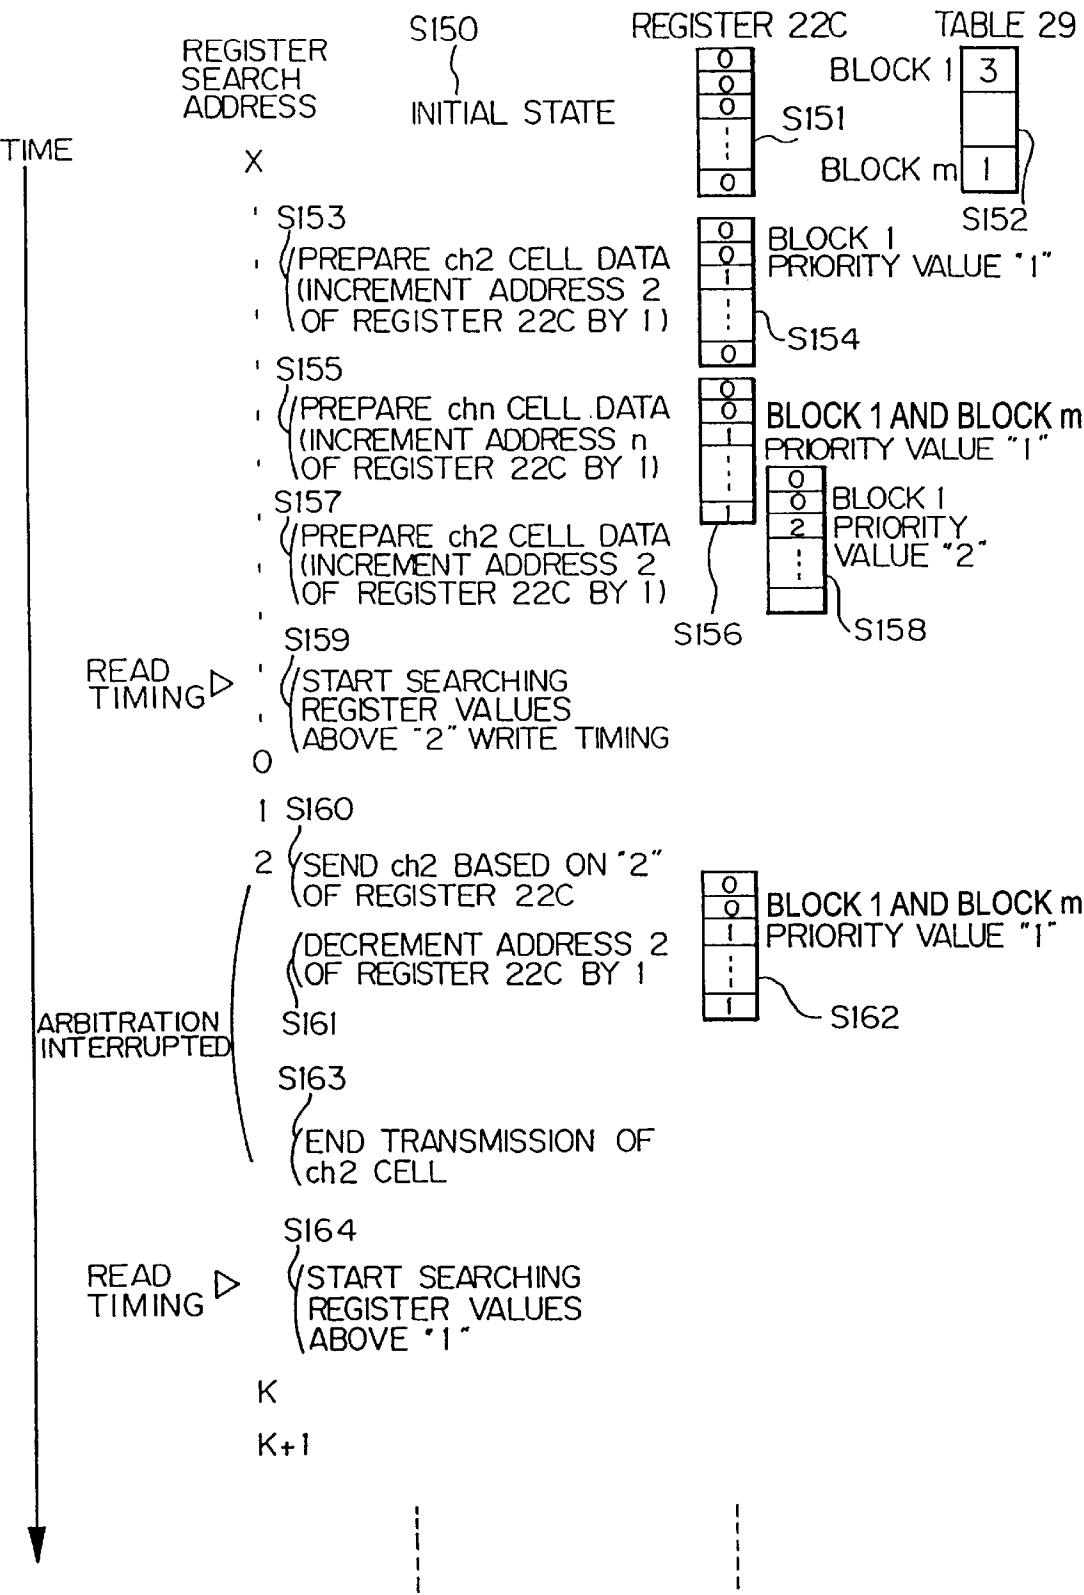 S150
REGISTER 22C
TABLE 29
REGISTER
SEARCH
ADDRESS
INITIAL STATE
0
0
0
0
S151
BLOCK 1
3
BLOCK m
1
S152
TIME
X
S153
(PREPARE ch2 CELL DATA
(INCREMENT ADDRESS 2
OF REGISTER 22C BY 1)
0
0
1
0
BLOCK 1
PRIORITY VALUE "1"
S154
S155
(PREPARE chn CELL DATA
(INCREMENT ADDRESS n
OF REGISTER 22C BY 1)
0
0
1
1
BLOCK 1 AND BLOCK m
PRIORITY VALUE "1"
S156
S157
(PREPARE ch2 CELL DATA
(INCREMENT ADDRESS 2
OF REGISTER 22C BY 1)
0
0
2
BLOCK 1
PRIORITY
VALUE "2"
S158
READ
TIMING
S159
START SEARCHING
REGISTER VALUES
ABOVE "2" WRITE TIMING
0
1
S160
2
SEND ch2 BASED ON "2"
OF REGISTER 22C
DECREMENT ADDRESS 2
OF REGISTER 22C BY 1
S161
0
0
1
1
BLOCK 1 AND BLOCK m
PRIORITY VALUE "1"
S162
ARBITRATION
INTERRUPTED
S163
END TRANSMISSION OF
ch2 CELL
S164
READ
TIMING
START SEARCHING
REGISTER VALUES
ABOVE "1"
K
K+1